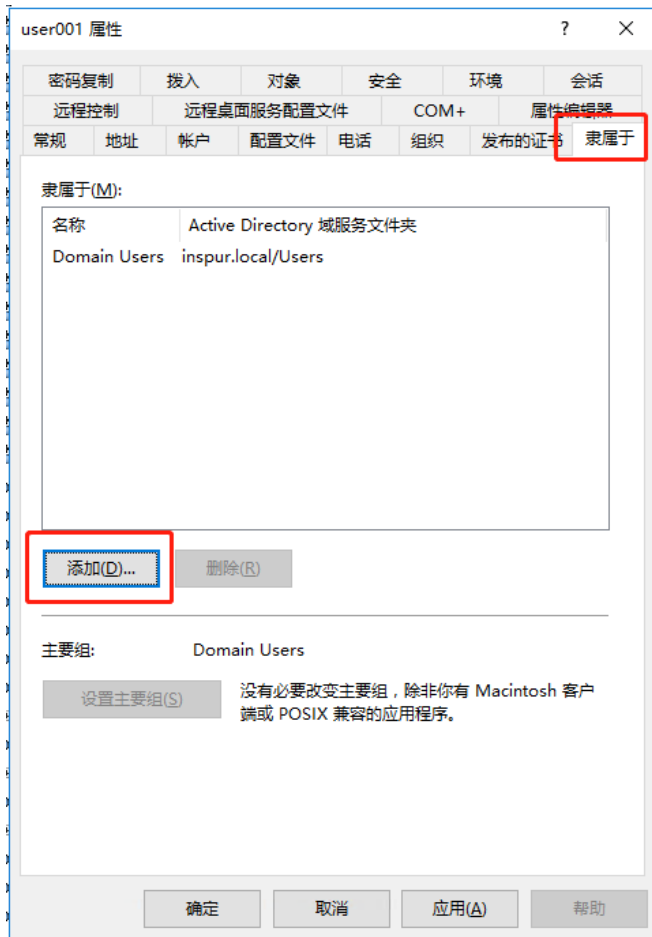 user001 属性
?
密码复制 拨入 对象 安全 环境 会话
远程控制 远程桌面服务配置文件 COM+ 属性编辑器
常规 地址 帐户 配置文件 电话 组织 发布的证书 隶属于
隶属于(M):
名称 Active Directory 域服务文件夹
Domain Users inspur.local/Users
添加(D)... 删除(R)
主要组: Domain Users
设置主要组(S) 没有必要改变主要组，除非你有 Macintosh 客户
端或 POSIX 兼容的应用程序。
确定 取消 应用(A) 帮助